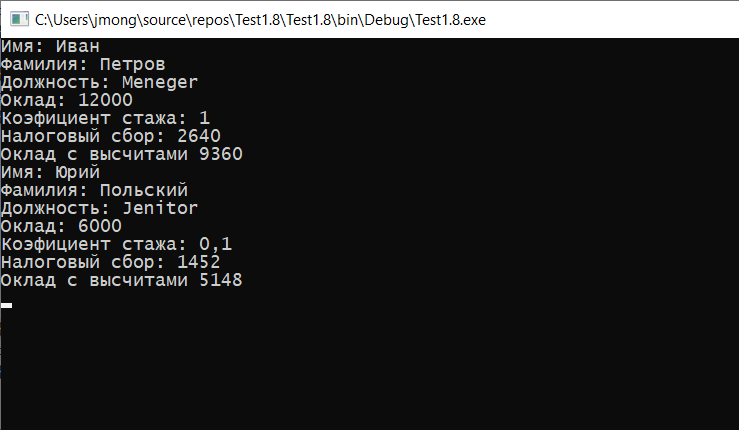 C:\Users\jmong\source\repos\Test1.8\Test1.8\bin\Debug\Test1.8.exe
Имя: Иван
Фамилия: Петров
Должность: Meneger
Оклад: 12000
Коэфициент стажа: 1
Налоговый сбор: 2640
Оклад с высчитами 9360
Имя: Юрий
Фамилия: Польский
Должность: Jenitor
Оклад: 6000
Коэфициент стажа: 0,1
Налоговый сбор: 1452
Оклад с высчитами 5148